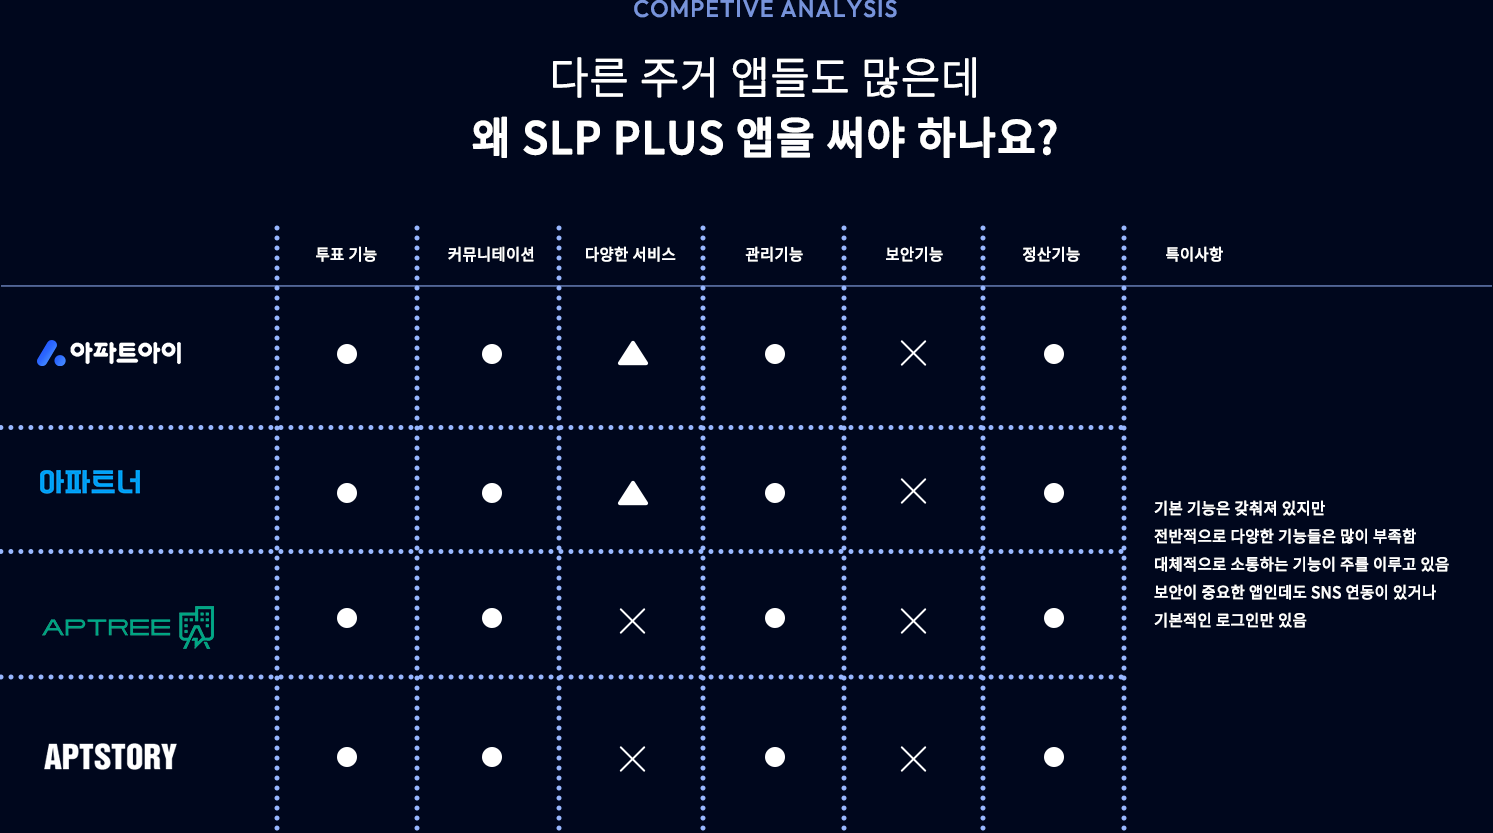 COMPETIVE ANALYSIS
다른 주거 앱들도 많은데
왜 SLP PLUS 앱을 써야 하나요?
투표 기능 커뮤니테이션 다양한 서비스 관리기능 보안기능 정산기능 특이사항
아파트아이
아파트너
APTREE
APTSTORY
기본 기능은 갖춰져 있지만
전반적으로 다양한 기능들은 많이 부족함
대체적으로 소통하는 기능이 주를 이루고 있음
보안이 중요한 앱인데도 SNS 연동이 있거나
기본적인 로그인만 있음